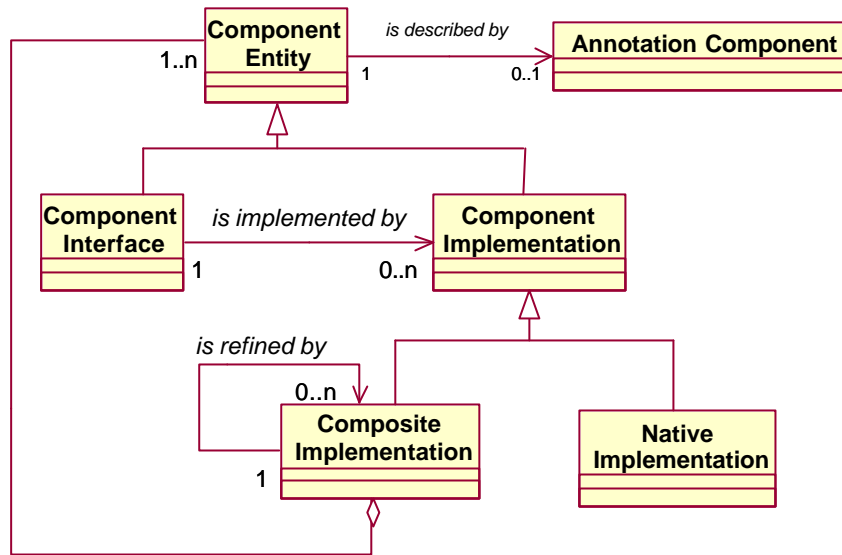 Component
Entity
is described by
Annotation Component
1..n
1
0..1
Component
Interface
is implemented by
Component
Implementation
1
0..n
is refined by
0..n
Composite
Implementation
1
Native
Implementation